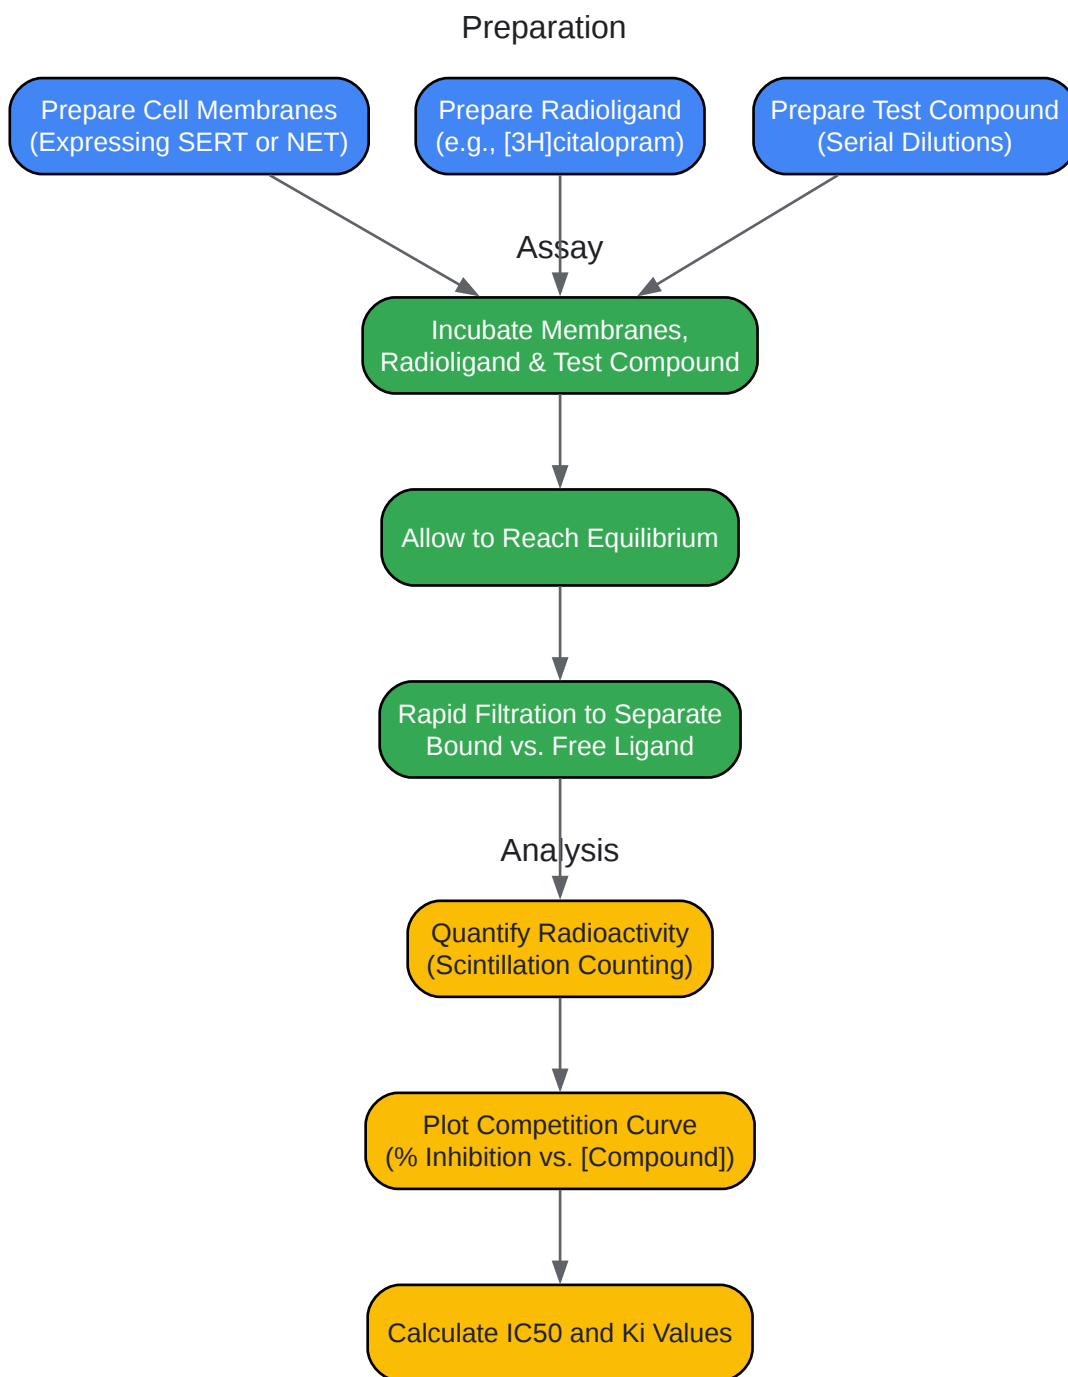 Preparation
Prepare Cell Membranes
(Expressing SERT or NET)
Prepare Radioligand
(e.g., [3H]citalopram)
Prepare Test Compound
(Serial Dilutions)
Assay
Incubate Membranes,
Radioligand & Test Compound
Allow to Reach Equilibrium
Rapid Filtration to Separate
Bound vs. Free Ligand
Analysis
Quantify Radioactivity
(Scintillation Counting)
Plot Competition Curve
(% Inhibition vs. [Compound])
Calculate IC50 and Ki Values